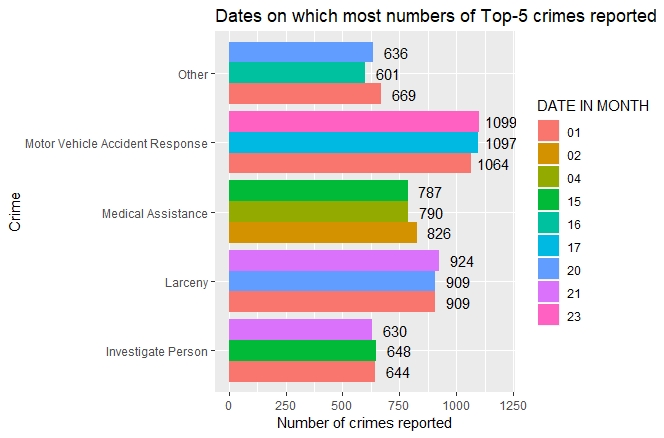 Dates on which most numbers of Top-5 crimes reported
Crime
Other
636
601
669
Motor Vehicle Accident Response
1099
1097
1064
Medical Assistance
787
790
826
Larceny
924
909
909
Investigate Person
630
648
644
0 250 500 750 1000 1250
Number of crimes reported
DATE IN MONTH
01
02
04
15
16
17
20
21
23